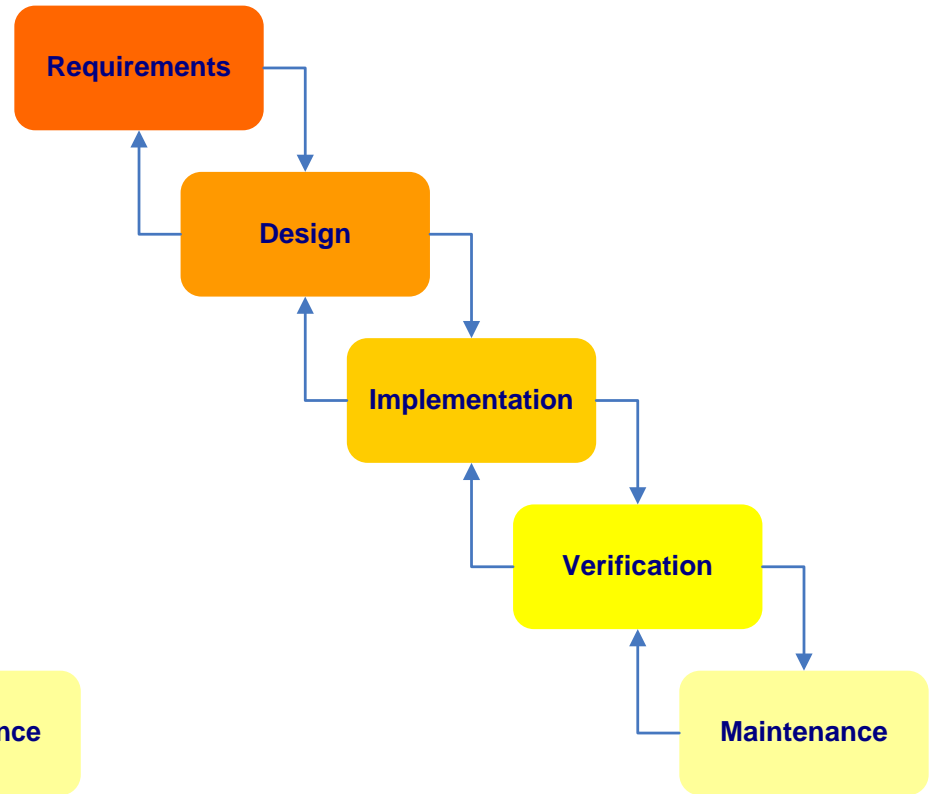 Requirements
Design
Implementation
Verification
nce
Maintenance